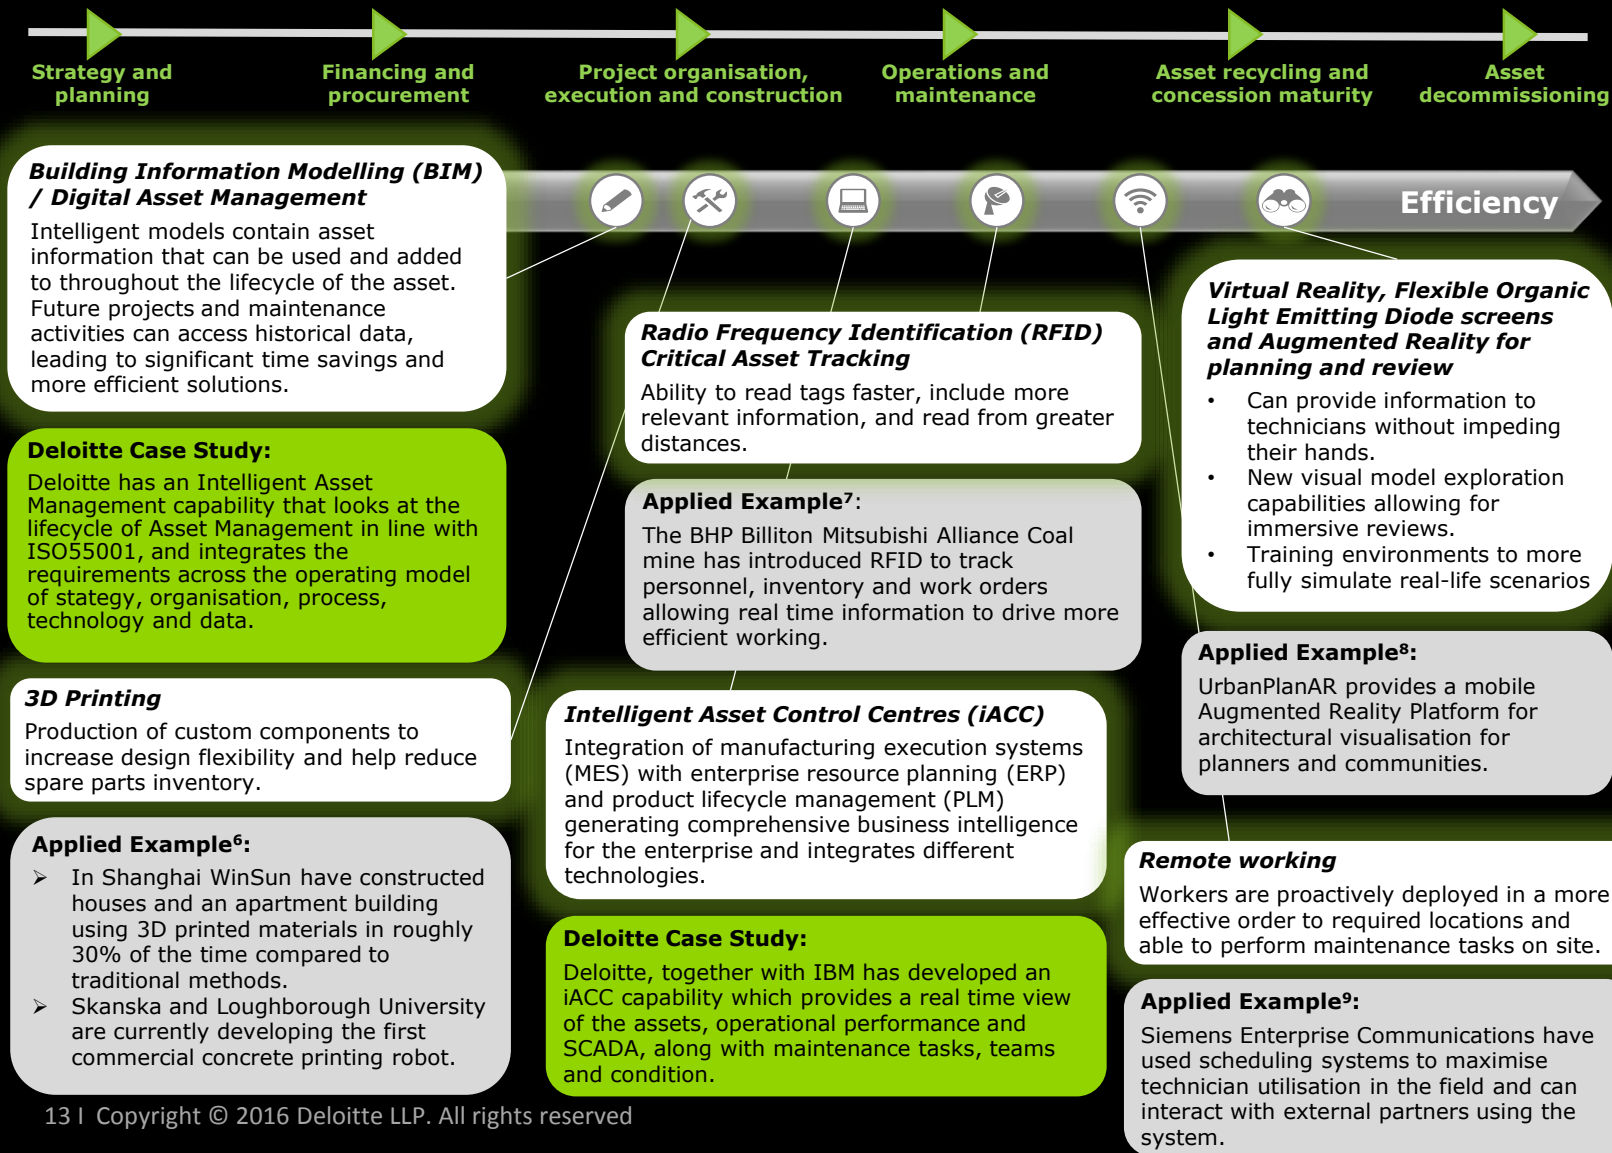 Strategy and
planning
Financing and
procurement
Project organisation,
execution and construction
Operations and
maintenance
Asset recycling and
concession maturity
Asset
decommissioning
Efficiency
Building Information Modelling (BIM)
/ Digital Asset Management
Intelligent models contain asset
information that can be used and added
to throughout the lifecycle of the asset.
Future projects and maintenance
activities can access historical data,
leading to significant time savings and
more efficient solutions.
Deloitte Case Study:
Deloitte has an Intelligent Asset
Management capability that looks at the
lifecycle of Asset Management in line with
ISO55001, and integrates the
requirements across the operating model
of stategy, organisation, process,
technology and data.
3D Printing
Production of custom components to
increase design flexibility and help reduce
spare parts inventory.
Applied Example⁶:
➢ In Shanghai WinSun have constructed
houses and an apartment building
using 3D printed materials in roughly
30% of the time compared to
traditional methods.
➢ Skanska and Loughborough University
are currently developing the first
commercial concrete printing robot.
Radio Frequency Identification (RFID)
Critical Asset Tracking
Ability to read tags faster, include more
relevant information, and read from greater
distances.
Applied Example⁷:
The BHP Billiton Mitsubishi Alliance Coal
mine has introduced RFID to track
personnel, inventory and work orders
allowing real time information to drive more
efficient working.
Intelligent Asset Control Centres (iACC)
Integration of manufacturing execution systems
(MES) with enterprise resource planning (ERP)
and product lifecycle management (PLM)
generating comprehensive business intelligence
for the enterprise and integrates different
technologies.
Deloitte Case Study:
Deloitte, together with IBM has developed an
iACC capability which provides a real time view
of the assets, operational performance and
SCADA, along with maintenance tasks, teams
and condition.
Virtual Reality, Flexible Organic
Light Emitting Diode screens
and Augmented Reality for
planning and review
• Can provide information to
technicians without impeding
their hands.
• New visual model exploration
capabilities allowing for
immersive reviews.
• Training environments to more
fully simulate real-life scenarios
Applied Example⁸:
UrbanPlanAR provides a mobile
Augmented Reality Platform for
architectural visualisation for
planners and communities.
Remote working
Workers are proactively deployed in a more
effective order to required locations and
able to perform maintenance tasks on site.
Applied Example⁹:
Siemens Enterprise Communications have
used scheduling systems to maximise
technician utilisation in the field and can
interact with external partners using the
system.
13 I Copyright © 2016 Deloitte LLP. All rights reserved